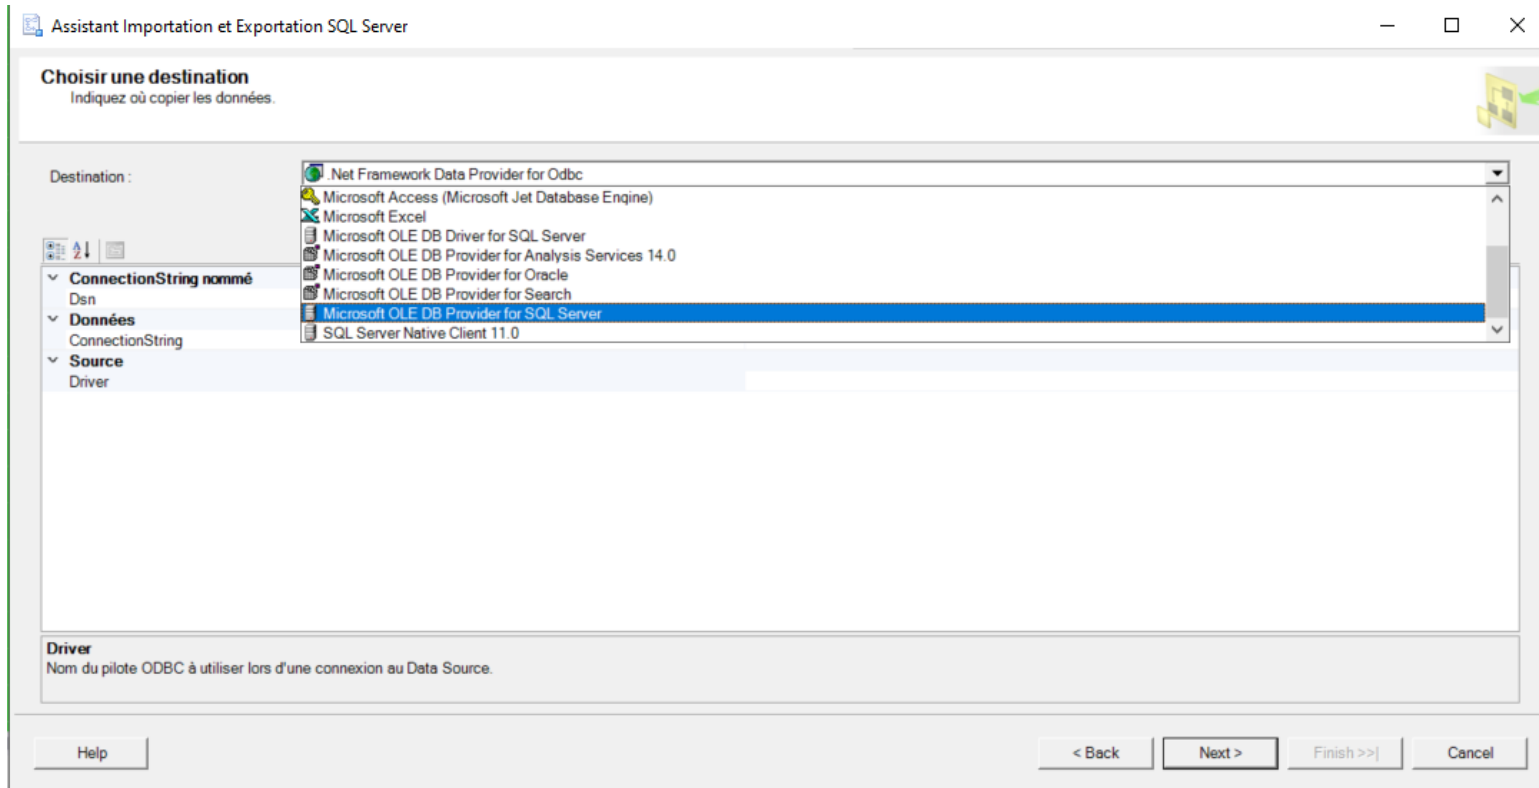 Assistant Importation et Exportation SQL Server
Choisir une destination
Indiquez où copier les données.
Destination :
.Net Framework Data Provider for Odbc
Microsoft Access (Microsoft Jet Database Engine)
Microsoft Excel
Microsoft OLE DB Driver for SQL Server
Microsoft OLE DB Provider for Analysis Services 14.0
Microsoft OLE DB Provider for Oracle
Microsoft OLE DB Provider for Search
Microsoft OLE DB Provider for SQL Server
SQL Server Native Client 11.0
ConnectionString nommé
Dsn
Données
ConnectionString
Source
Driver
Driver
Nom du pilote ODBC à utiliser lors d'une connexion au Data Source.
Help
< Back
Next >
Finish >>|
Cancel